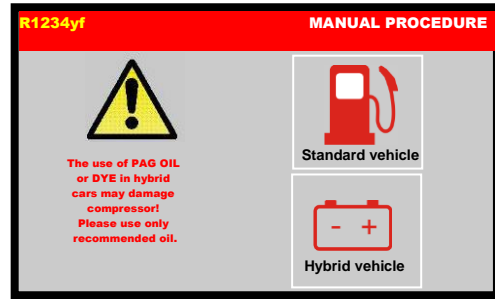 R1234yf MANUAL PROCEDURE
The use of PAG OIL
or DYE in hybrid
cars may damage
compressor!
Please use only
recommended oil.
Standard vehicle
- +
Hybrid vehicle